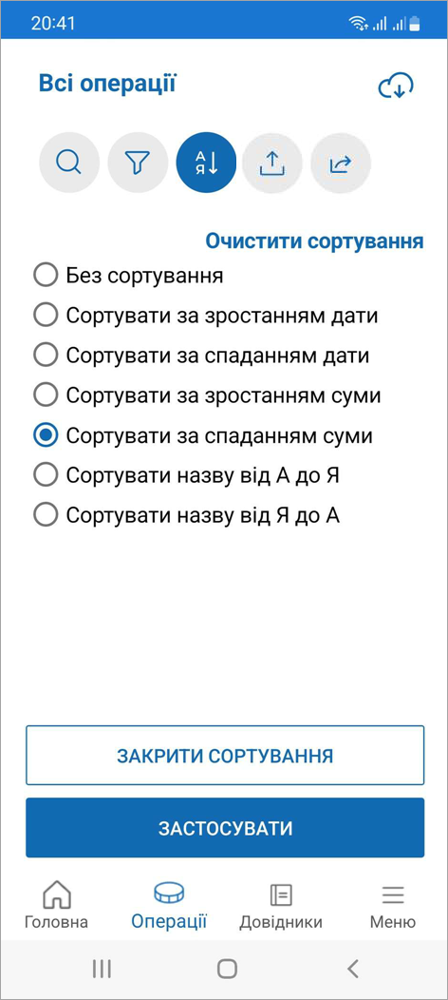 20:41
Всі операції
А
Я
Очистити сортування
Без сортування
Сортувати за зростанням дати
Сортувати за спаданням дати
Сортувати за зростанням суми
Сортувати за спаданням суми
Сортувати назву від А до Я
Сортувати назву від Я до А
ЗАКРИТИ СОРТУВАННЯ
ЗАСТОСУВАТИ
Головна Операції Довідники Меню